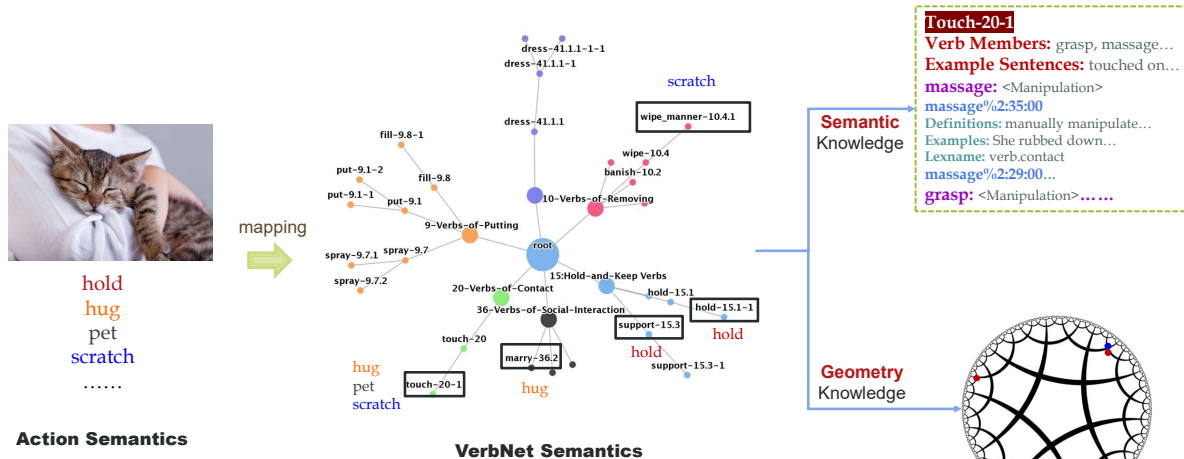 hold
hug
pet
scratch
......
Action Semantics
mapping
dress-41.1.1-1-1
dress-41.1.1-1
dress-41.1.1
scratch
wipe_manner-10.4.1
wipe-10.4
banish-10.2
10-Verbs-of-Removing
fill-9.8-1
fill-9.8
put-9.1-2
put-9.1-1
put-9.1
9-Verbs-of-Putting
spray-9.7.1
spray-9.7
spray-9.7.2
root
15:Hold-and-Keep Verbs
hold-15.1
hold-15.1-1
hold
support-15.3
hold
support-15.3-1
20-Verbs-of-Contact
36-Verbs-of-Social-Interaction
touch-20
marry-36.2
hug
hug
pet
scratch
touch-20-1
VerbNet Semantics
Semantic
Knowledge
Geometry
Knowledge
Touch-20-1
Verb Members: grasp, massage...
Example Sentences: touched on...
massage: <Manipulation>
massage%2:35:00
Definitions: manually manipulate...
Examples: She rubbed down...
Lexname: verb.contact
massage%2:29:00...
grasp: <Manipulation>......